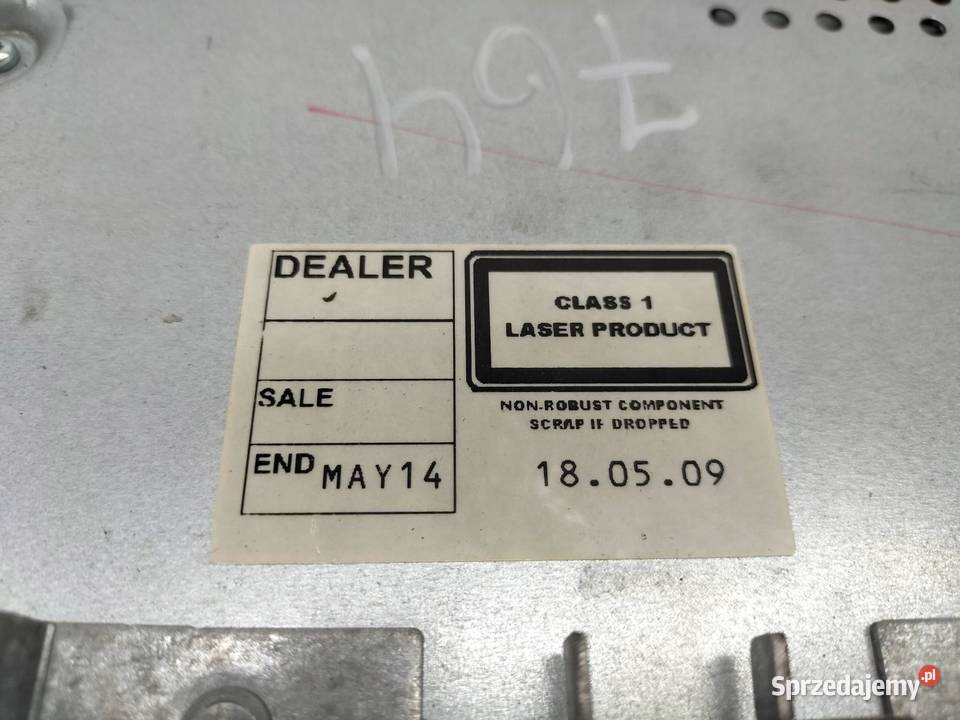 764
DEALER
SALE
END MAY14
CLASS 1
LASER PRODUCT
NON-ROBUST COMPONENT
SCRAP IF DROPPED
18.05.09
Sprzedajemy.pl